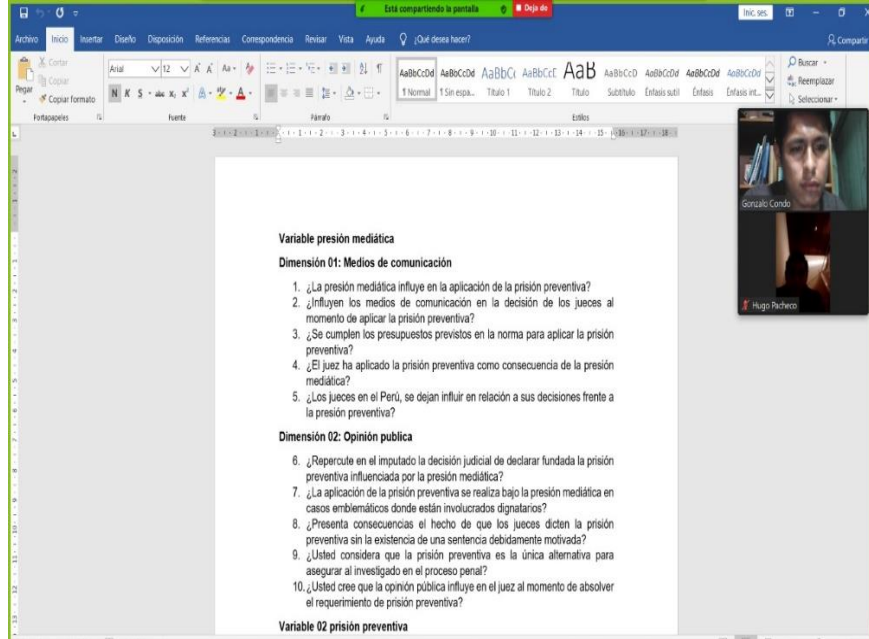 Está compartiendo la pantalla
Deja de
Inic. ses.
Archivo Inicio Insertar Diseño Disposición Referencias Correspondencia Revisar Vista Ayuda ¿Qué desea hacer? Compartir
Pegar
Cortar
Copiar
Copiar formato
Portapapeles
Arial 12
N K S abc
Fuente
Párrafo
AaBbCcDd AaBbCcDd AaBbCc AaBbCcE AaB AaBbCcD AaBbCcDd AaBbCcDd AaBbCcDd
1 Normal 1 Sin espa... Título 1 Título 2 Título Subtítulo Énfasis sutil Énfasis Énfasis int...
Estilos
Buscar
Reemplazar
Seleccionar
Gonzalo Condo
Hugo Pacheco
Variable presión mediática
Dimensión 01: Medios de comunicación
1. ¿La presión mediática influye en la aplicación de la prisión preventiva?
2. ¿Influyen los medios de comunicación en la decisión de los jueces al
momento de aplicar la prisión preventiva?
3. ¿Se cumplen los presupuestos previstos en la norma para aplicar la prisión
preventiva?
4. ¿El juez ha aplicado la prisión preventiva como consecuencia de la presión
mediática?
5. ¿Los jueces en el Perú, se dejan influir en relación a sus decisiones frente a
la presión preventiva?
Dimensión 02: Opinión publica
6. ¿Repercute en el imputado la decisión judicial de declarar fundada la prisión
preventiva influenciada por la presión mediática?
7. ¿La aplicación de la prisión preventiva se realiza bajo la presión mediática en
casos emblemáticos donde están involucrados dignatarios?
8. ¿Presenta consecuencias el hecho de que los jueces dicten la prisión
preventiva sin la existencia de una sentencia debidamente motivada?
9. ¿Usted considera que la prisión preventiva es la única alternativa para
asegurar al investigado en el proceso penal?
10. ¿Usted cree que la opinión pública influye en el juez al momento de absolver
el requerimiento de prisión preventiva?
Variable 02 prisión preventiva